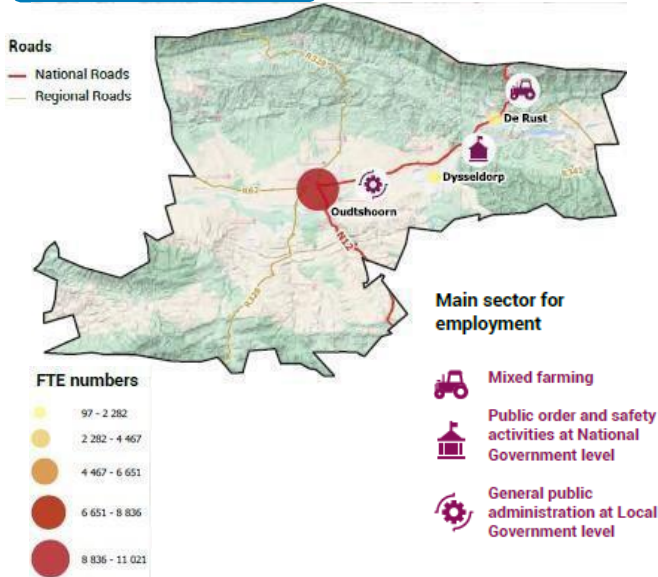 Roads
National Roads
Regional Roads
R328
De Rust
Dysseldorp
R341
R62
Oudtshoorn
N12
R328
Main sector for
employment
Mixed farming
Public order and safety
activities at National
Government level
General public
administration at Local
Government level
FTE numbers
97 - 2 282
2 282 - 4 467
4 467 - 6 651
6 651 - 8 836
8 836 - 11 021